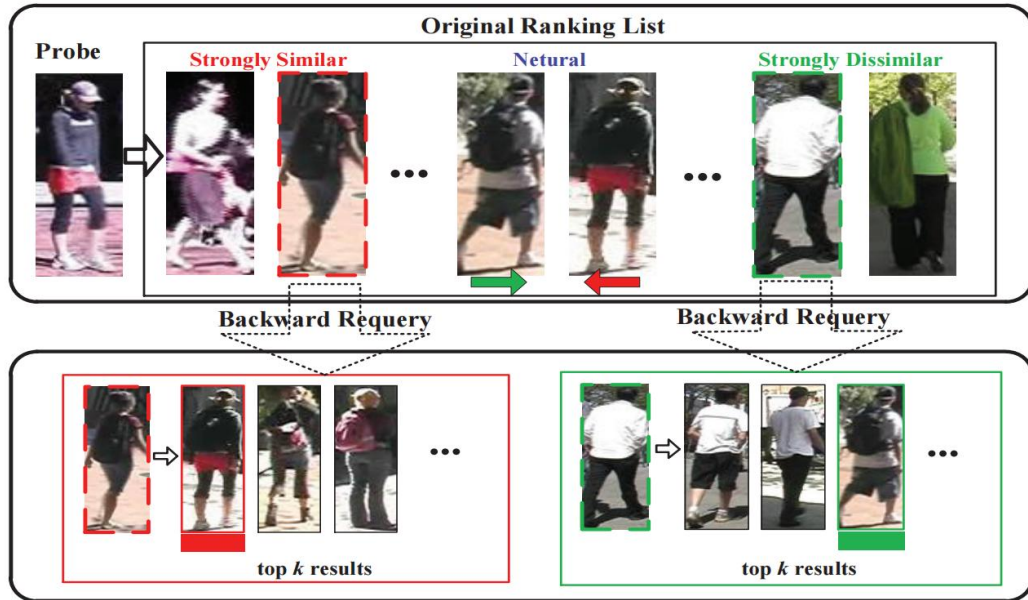 Original Ranking List
Probe
Strongly Similar
Netural
Strongly Dissimilar
•••
•••
Backward Requery
Backward Requery
•••
•••
top k results
top k results